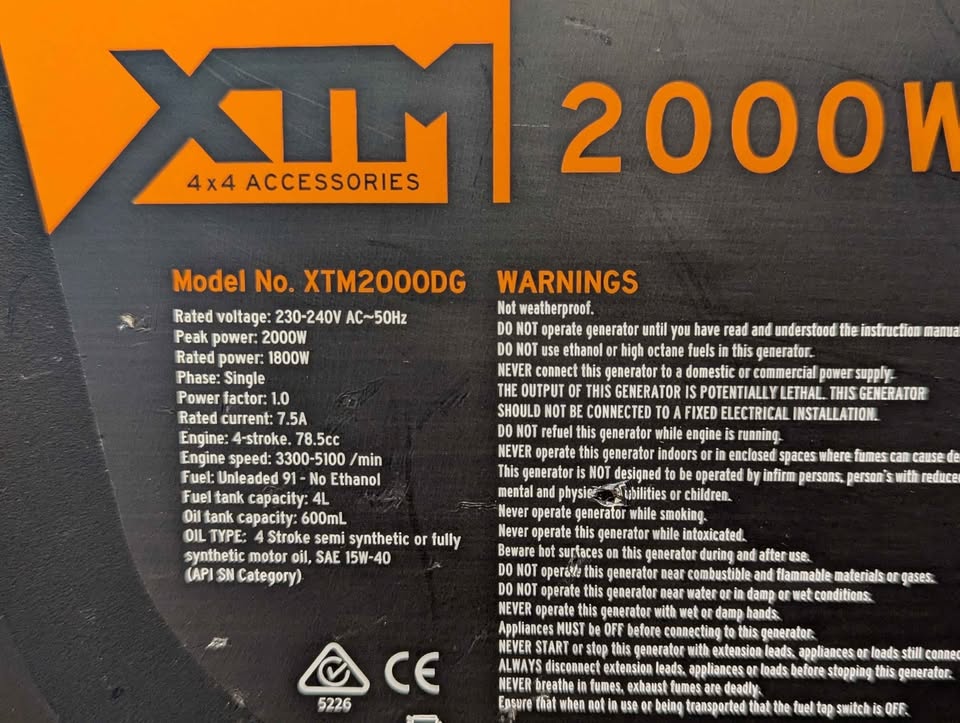 XTM
4x4 ACCESSORIES
2000W
Model No. XTM2000DG
Rated voltage: 230-240V AC~50Hz
Peak power: 2000W
Rated power: 1800W
Phase: Single
Power factor: 1.0
Rated current: 7.5A
Engine: 4-stroke. 78.5cc
Engine speed: 3300-5100 /min
Fuel: Unleaded 91 - No Ethanol
Fuel tank capacity: 4L
Oil tank capacity: 600mL
OIL TYPE: 4 Stroke semi synthetic or fully
synthetic motor oil, SAE 15W-40
(API SN Category)
5226
CE
WARNINGS
Not weatherproof.
DO NOT operate generator until you have read and understood the instruction manua
DO NOT use ethanol or high octane fuels in this generator.
NEVER connect this generator to a domestic or commercial power supply.
THE OUTPUT OF THIS GENERATOR IS POTENTIALLY LETHAL. THIS GENERATOR
SHOULD NOT BE CONNECTED TO A FIXED ELECTRICAL INSTALLATION.
DO NOT refuel this generator while engine is running.
NEVER operate this generator indoors or in enclosed spaces where fumes can cause de
This generator is NOT designed to be operated by infirm persons, person's with reduced
mental and or children.
Never operate generator while smoking.
Never operate this generator while intoxicated.
Beware hot surfaces on this generator during and after use.
DO NOT operate this generator near combustible and flammable materials or gases.
DO NOT operate this generator near water or in damp or wet conditions.
NEVER operate this generator with wet or damp hands.
Appliances MUST be OFF before connecting to this generator.
NEVER START or stop this generator with extension leads, appliances or loads still connec
ALWAYS disconnect extension leads, appliances or loads before stopping this generator.
NEVER breathe in fumes, exhaust fumes are deadly.
Ensure that when not in use or being transported that the fuel tap switch is OFF.